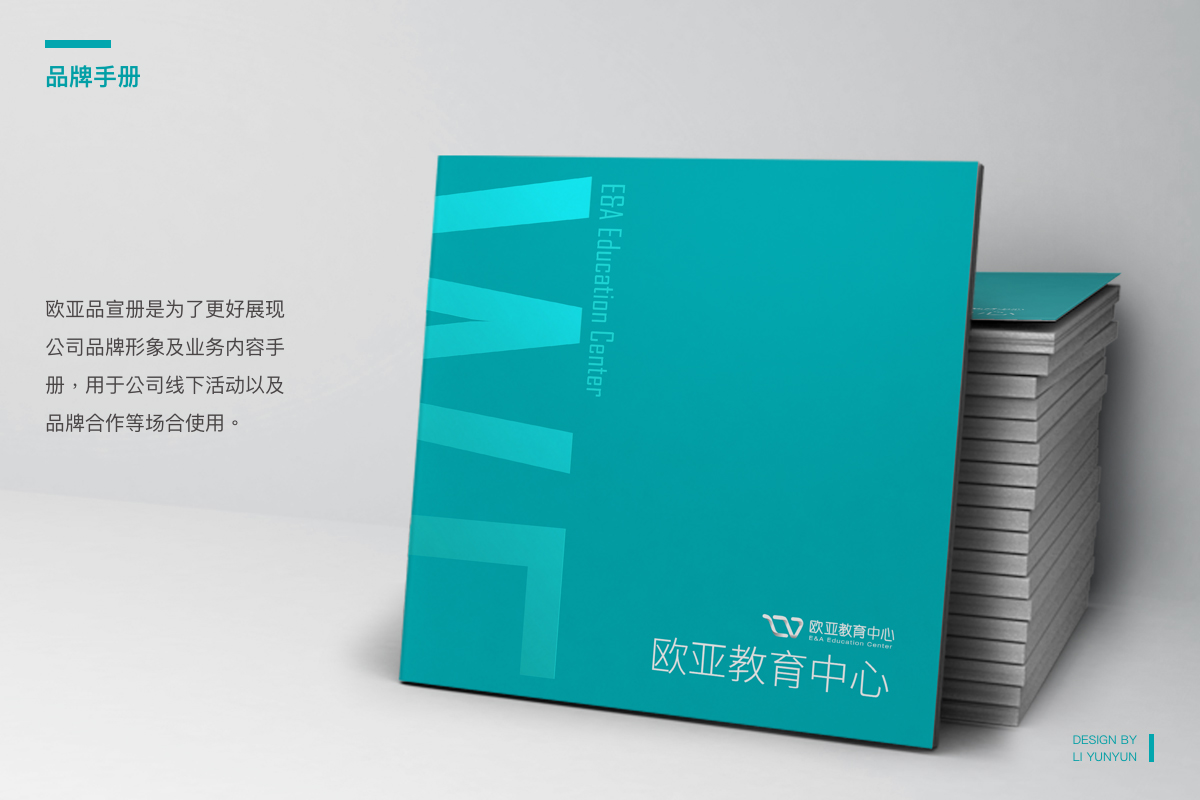 品牌手册
欧亚品宣册是为了更好展现
公司品牌形象及业务内容手
册，用于公司线下活动以及
品牌合作等场合使用。
E&A Education Center
欧亚教育中心
E&A Education Center
欧亚教育中心
DESIGN BY
LI YUNYUN